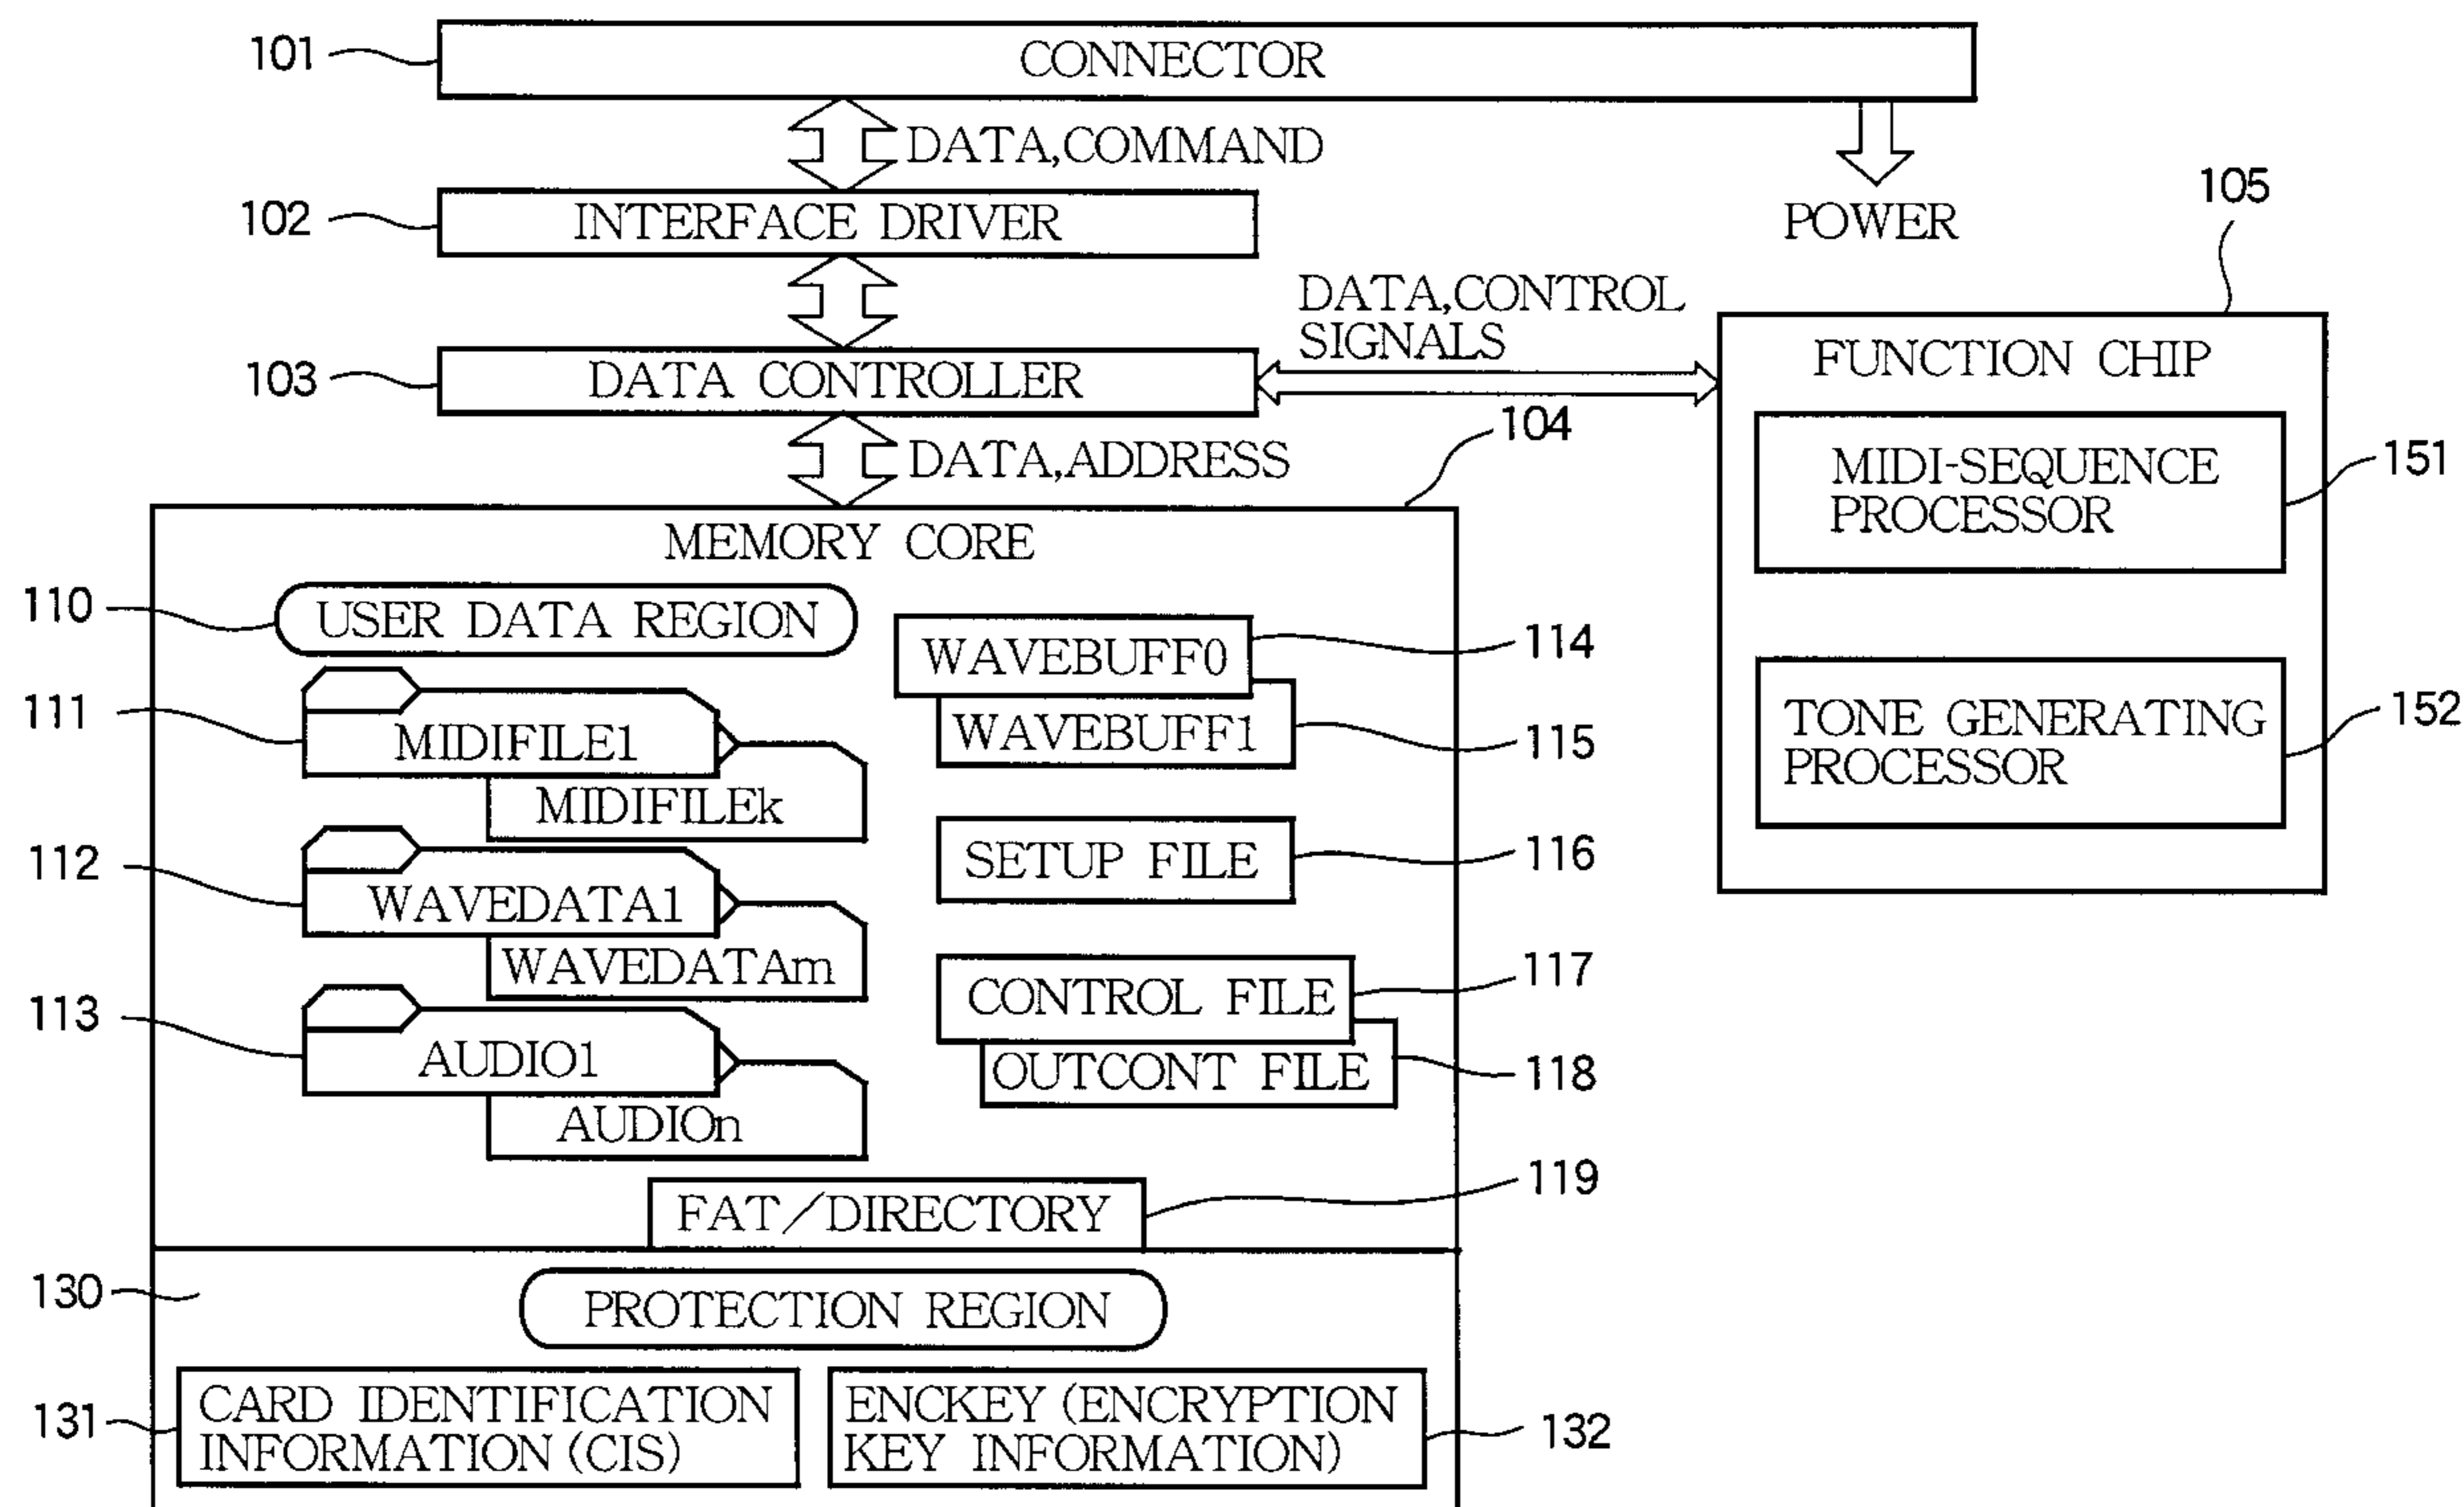 101
CONNECTOR
DATA,COMMAND
102
INTERFACE DRIVER
POWER
105
DATA,CONTROL
SIGNALS
103
DATA CONTROLLER
FUNCTION CHIP
104
DATA,ADDRESS
MIDI-SEQUENCE
PROCESSOR
151
MEMORY CORE
110
USER DATA REGION
WAVEBUFF0
114
111
MIDIFILE1
WAVEBUFF1
115
TONE GENERATING
PROCESSOR
152
MIDIFILEk
112
WAVEDATA1
SETUP FILE
116
WAVEDATAm
CONTROL FILE
117
113
AUDIO1
OUTCONT FILE
118
AUDIOn
FAT/DIRECTORY
119
130
PROTECTION REGION
131
CARD IDENTIFICATION
INFORMATION (CIS)
ENCKEY (ENCRYPTION
KEY INFORMATION)
132